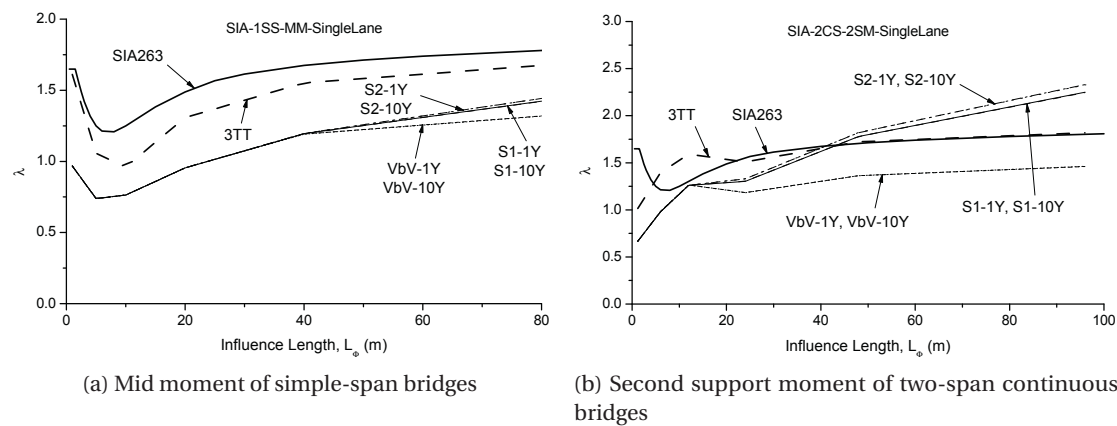 SIA-1SS-MM-SingleLane
2.0
1.5
1.0
0.5
0.0
λ
SIA263
3TT
S2-1Y
S2-10Y
VbV-1Y
VbV-10Y
S1-1Y
S1-10Y
0 20 40 60 80
Influence Length, L_Φ (m)
(a) Mid moment of simple-span bridges
SIA-2CS-2SM-SingleLane
3.0
2.5
2.0
1.5
1.0
0.5
0.0
λ
S2-1Y, S2-10Y
3TT
SIA263
S1-1Y, S1-10Y
VbV-1Y, VbV-10Y
0 20 40 60 80 100
Influence Length, L_Φ (m)
(b) Second support moment of two-span continuous
bridges